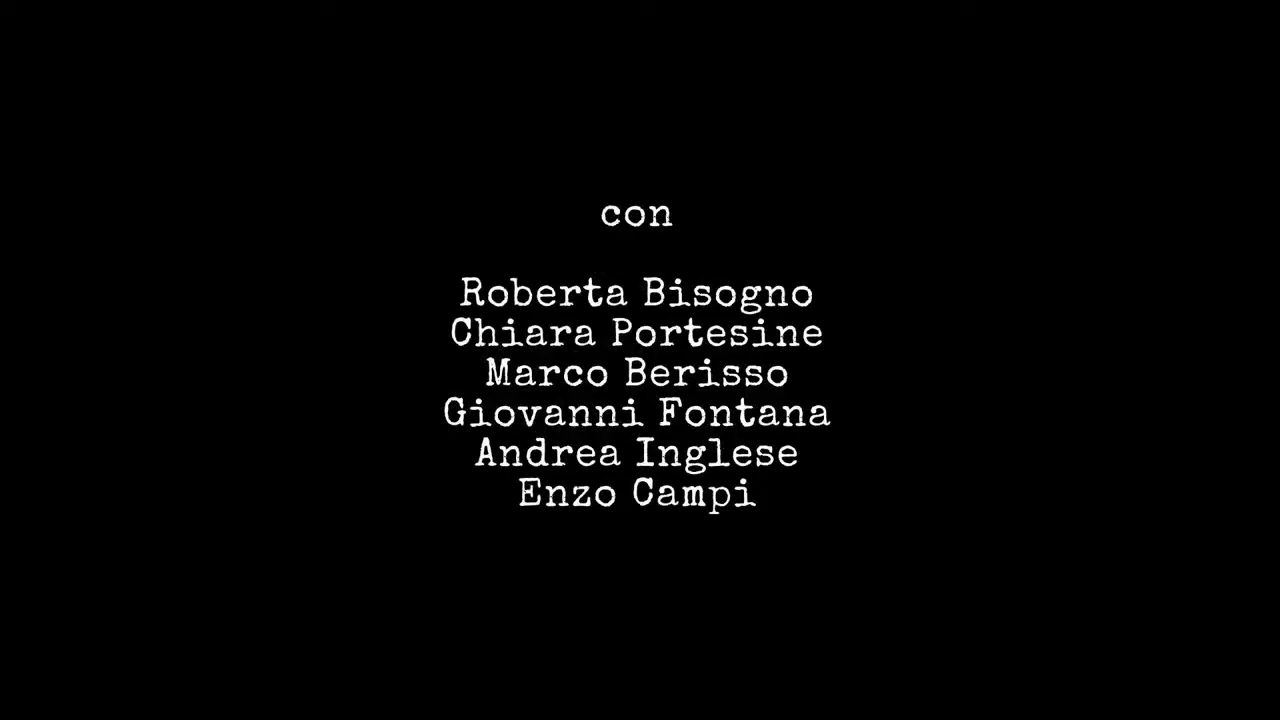 con
Roberta Bisogno
Chiara Portesine
Marco Berisso
Giovanni Fontana
Andrea Inglese
Enzo Campi